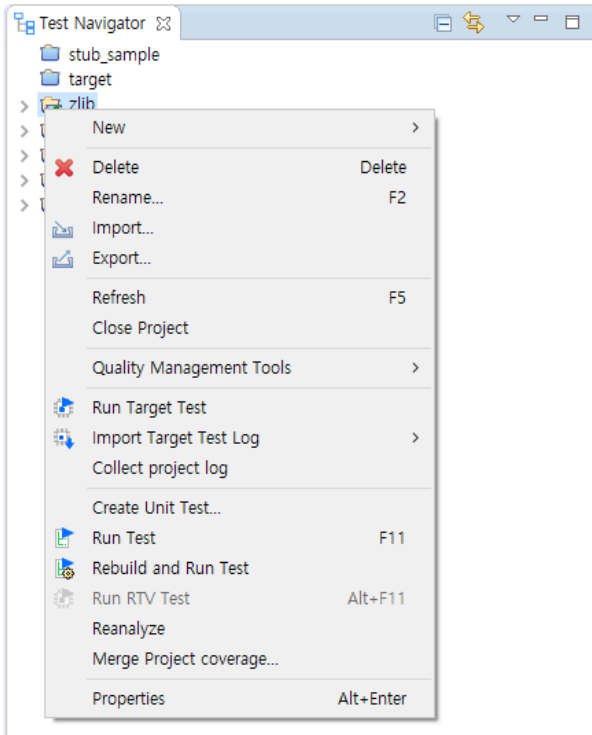 Test Navigator
stub_sample
target
zlib
New
Delete Delete
Rename... F2
Import...
Export...
Refresh F5
Close Project
Quality Management Tools
Run Target Test
Import Target Test Log
Collect project log
Create Unit Test...
Run Test F11
Rebuild and Run Test
Run RTV Test Alt+F11
Reanalyze
Merge Project coverage...
Properties Alt+Enter